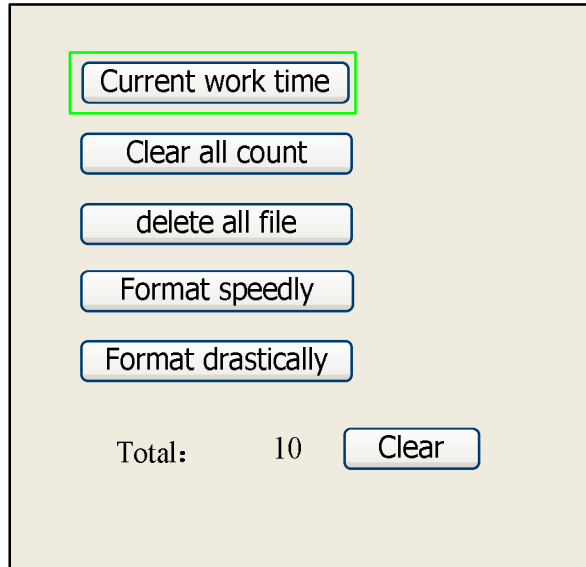 Current work time
Clear all count
delete all file
Format speedly
Format drastically
Total： 10 Clear